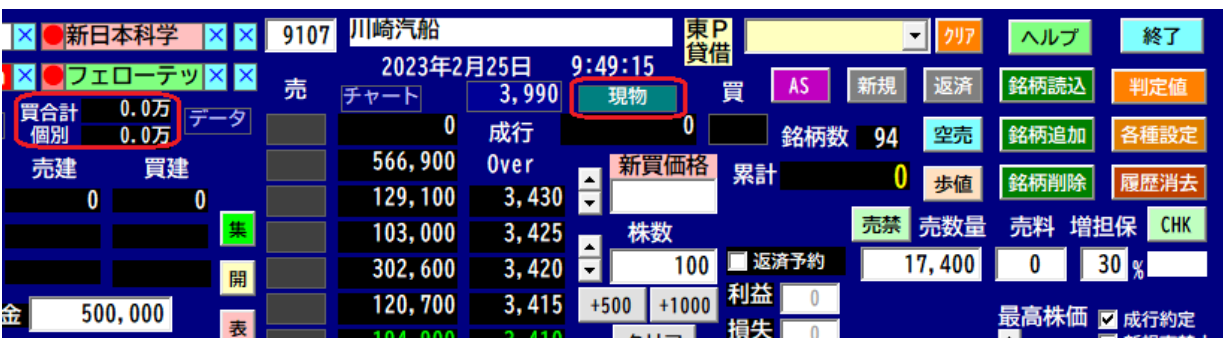 新日本科学 9107 川崎汽船 東P 貸借 クリア ヘルプ 終了
フェローテッ 売 2023年2月25日 9:49:15
チャート 3,990 現物 買 AS 新規 返済 銘柄読込 判定値
買合計 0.0万 データ
個別 0.0万
0 成行 0 銘柄数 94 空売 銘柄追加 各種設定
売建 買建 566,900 Over 新買価格 累計 0 歩値 銘柄削除 履歴消去
0 0 129,100 3,430
集 103,000 3,425 株数 売禁 売数量 売料 増担保 CHK
開 302,600 3,420 100 返済予約 17,400 0 30 %
金 500,000 120,700 3,415 +500 +1000 利益 0
表 3,410 損失 0 最高株価 成行約定